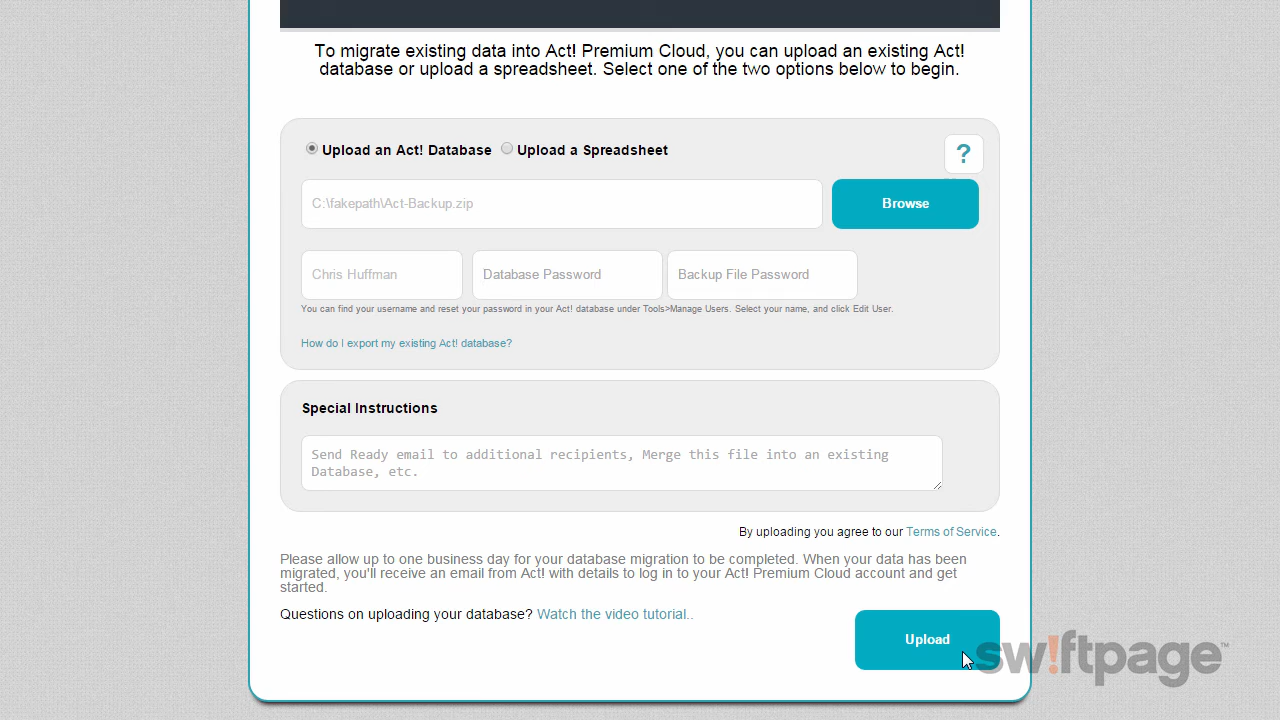 To migrate existing data into Act! Premium Cloud, you can upload an existing Act!
database or upload a spreadsheet. Select one of the two options below to begin.
Upload an Act! Database Upload a Spreadsheet
?
C:\fakepath\Act-Backup.zip
Browse
Chris Huffman
Database Password
Backup File Password
You can find your username and reset your password in your Act! database under Tools>Manage Users. Select your name, and click Edit User.
How do I export my existing Act! database?
Special Instructions
Send Ready email to additional recipients, Merge this file into an existing
Database, etc.
By uploading you agree to our Terms of Service.
Please allow up to one business day for your database migration to be completed. When your data has been
migrated, you'll receive an email from Act! with details to log in to your Act! Premium Cloud account and get
started.
Questions on uploading your database? Watch the video tutorial..
Upload
sw!ftpage™